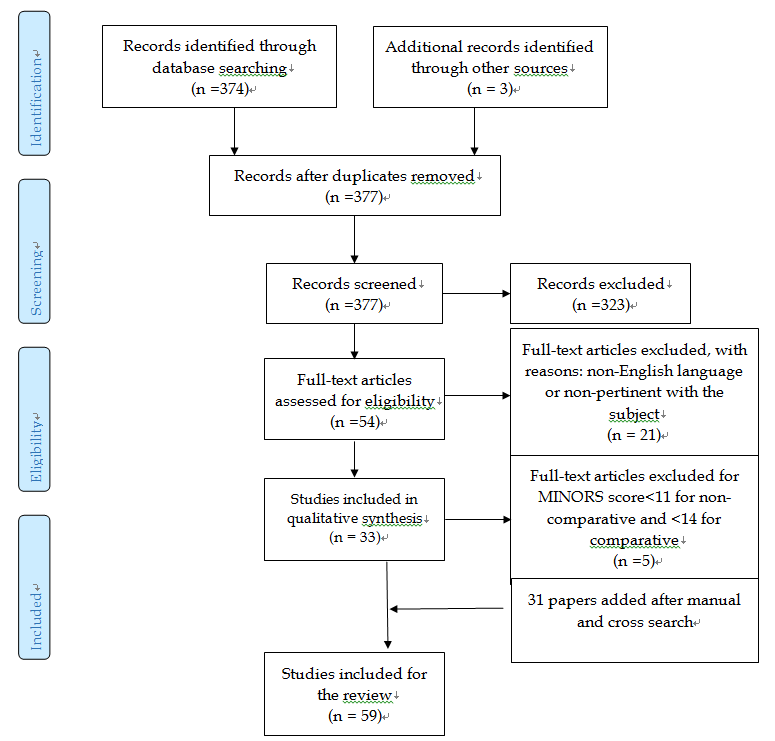 Identification
Records identified through
database searching
(n =374)
Additional records identified
through other sources
(n = 3)
Records after duplicates removed
(n =377)
Screening
Records screened
(n =377)
Records excluded
(n =323)
Eligibility
Full-text articles
assessed for eligibility
(n =54)
Full-text articles excluded, with
reasons: non-English language
or non-pertinent with the
subject
(n = 21)
Studies included in
qualitative synthesis
(n = 33)
Full-text articles excluded for
MINORS score<11 for non-
comparative and <14 for
comparative
(n =5)
Included
31 papers added after manual
and cross search
Studies included for
the review
(n = 59)